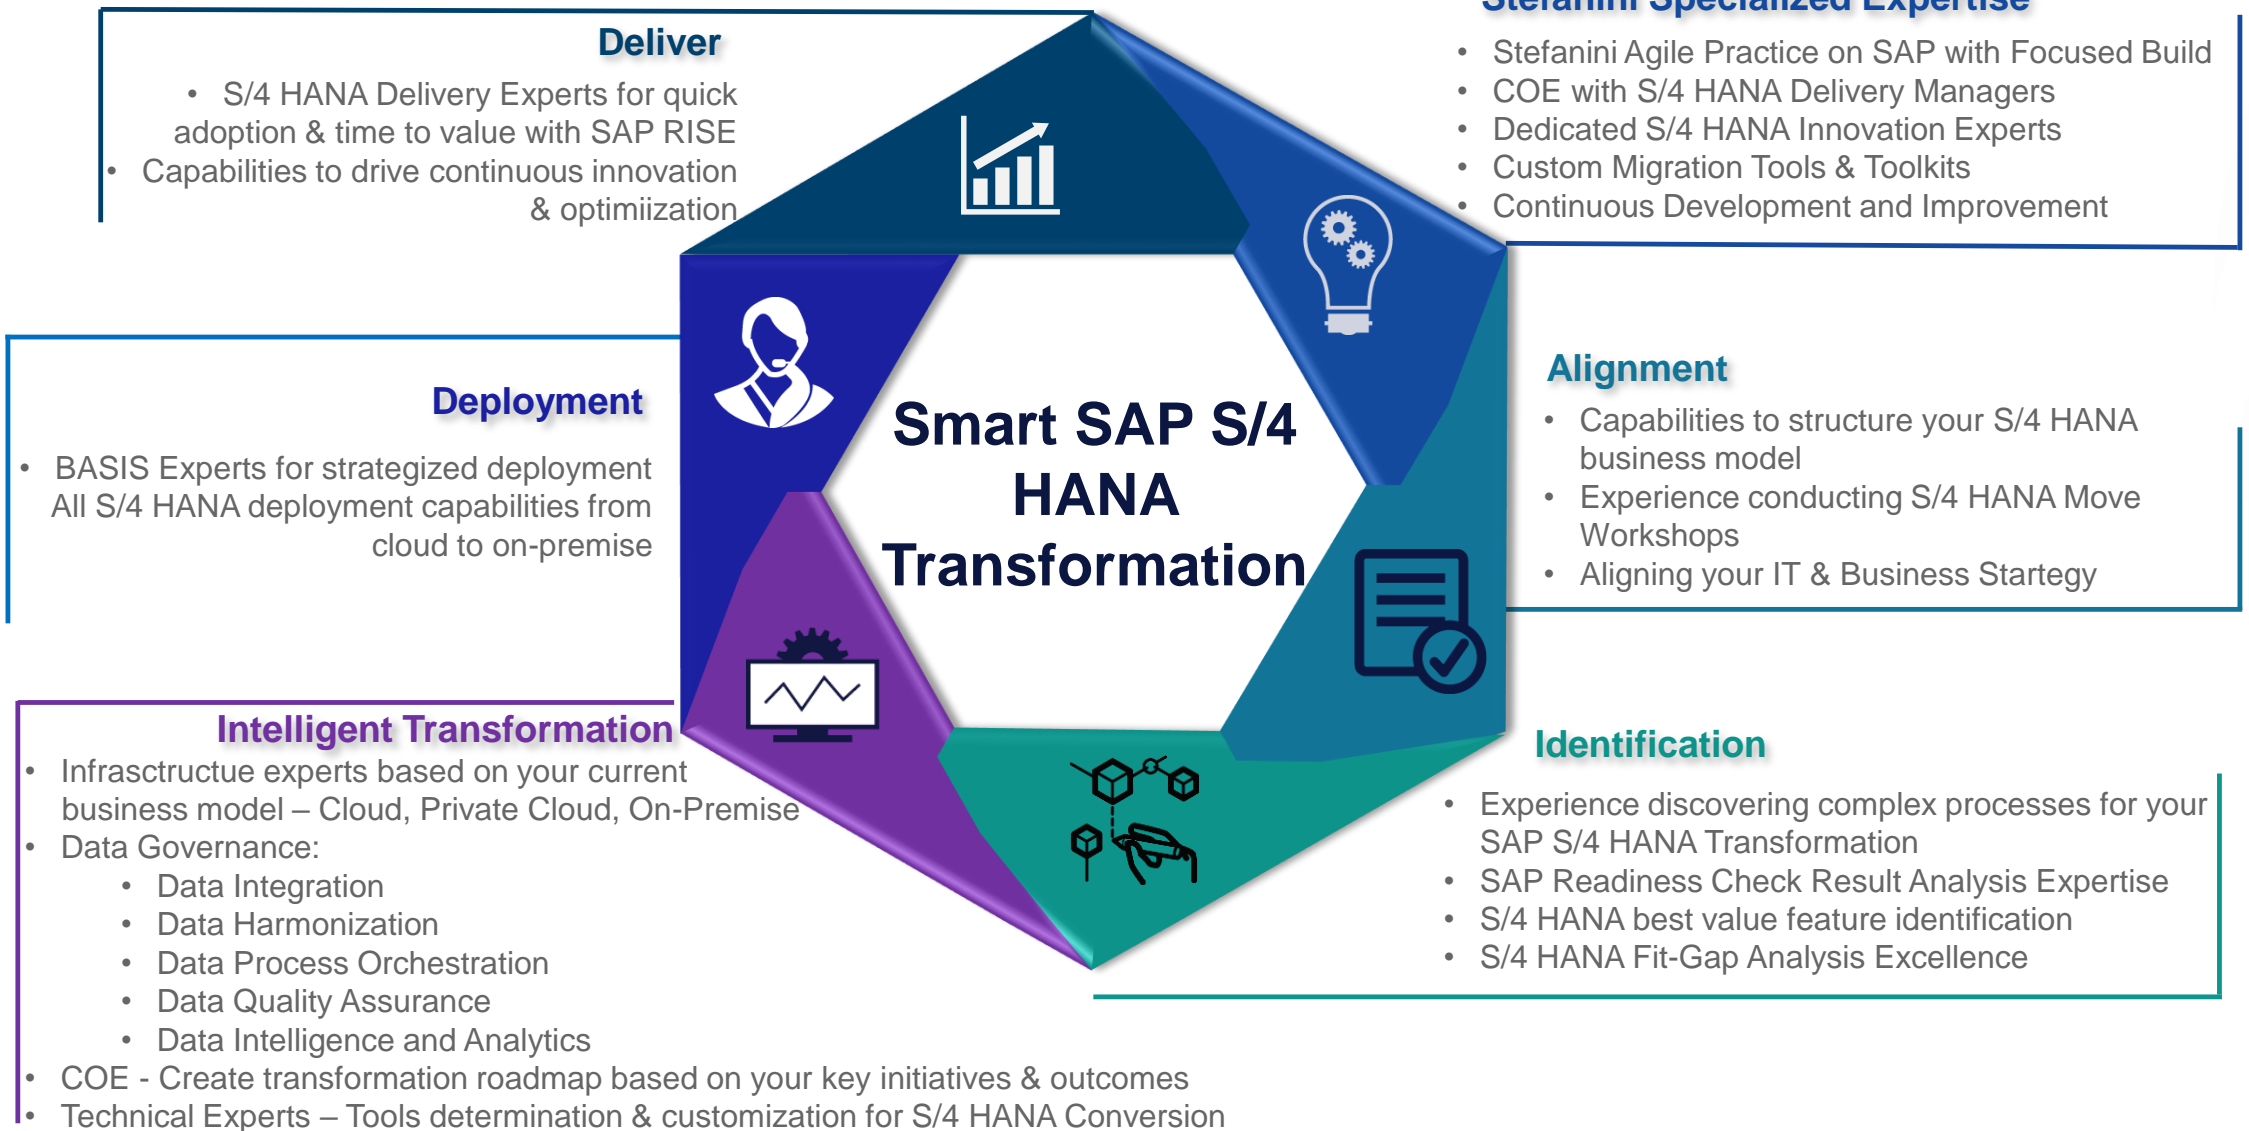 Deliver
• S/4 HANA Delivery Experts for quick
adoption & time to value with SAP RISE
• Capabilities to drive continuous innovation
& optimiization
Stefanini Specialized Expertise
• Stefanini Agile Practice on SAP with Focused Build
• COE with S/4 HANA Delivery Managers
• Dedicated S/4 HANA Innovation Experts
• Custom Migration Tools & Toolkits
• Continuous Development and Improvement
Deployment
• BASIS Experts for strategized deployment
All S/4 HANA deployment capabilities from
cloud to on-premise
Smart SAP S/4
HANA
Transformation
Alignment
• Capabilities to structure your S/4 HANA
business model
• Experience conducting S/4 HANA Move
Workshops
• Aligning your IT & Business Startegy
Intelligent Transformation
• Infrasctructue experts based on your current
business model – Cloud, Private Cloud, On-Premise
• Data Governance:
• Data Integration
• Data Harmonization
• Data Process Orchestration
• Data Quality Assurance
• Data Intelligence and Analytics
• COE - Create transformation roadmap based on your key initiatives & outcomes
• Technical Experts – Tools determination & customization for S/4 HANA Conversion
Identification
• Experience discovering complex processes for your
SAP S/4 HANA Transformation
• SAP Readiness Check Result Analysis Expertise
• S/4 HANA best value feature identification
• S/4 HANA Fit-Gap Analysis Excellence